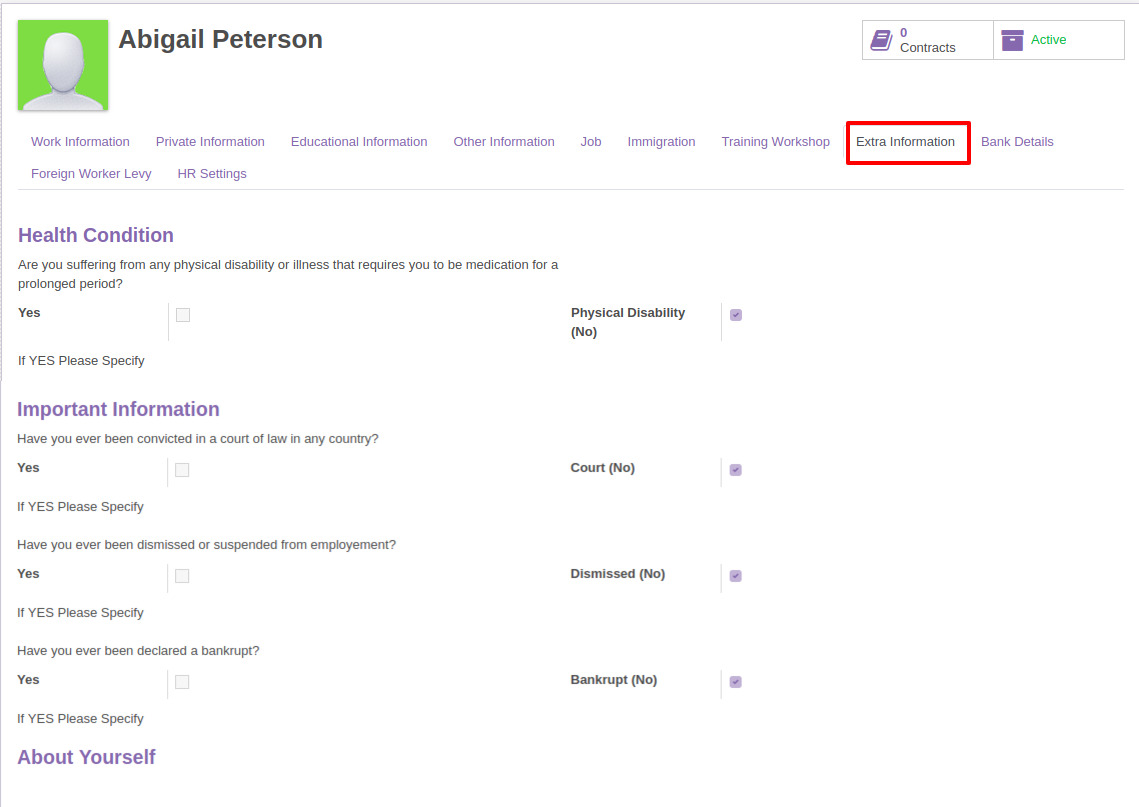 Abigail Peterson
0
Contracts
Active
Work Information Private Information Educational Information Other Information Job Immigration Training Workshop Extra Information Bank Details
Foreign Worker Levy HR Settings
Health Condition
Are you suffering from any physical disability or illness that requires you to be medication for a
prolonged period?
Yes
Physical Disability
(No)
If YES Please Specify
Important Information
Have you ever been convicted in a court of law in any country?
Yes Court (No)
If YES Please Specify
Have you ever been dismissed or suspended from employement?
Yes Dismissed (No)
If YES Please Specify
Have you ever been declared a bankrupt?
Yes Bankrupt (No)
If YES Please Specify
About Yourself